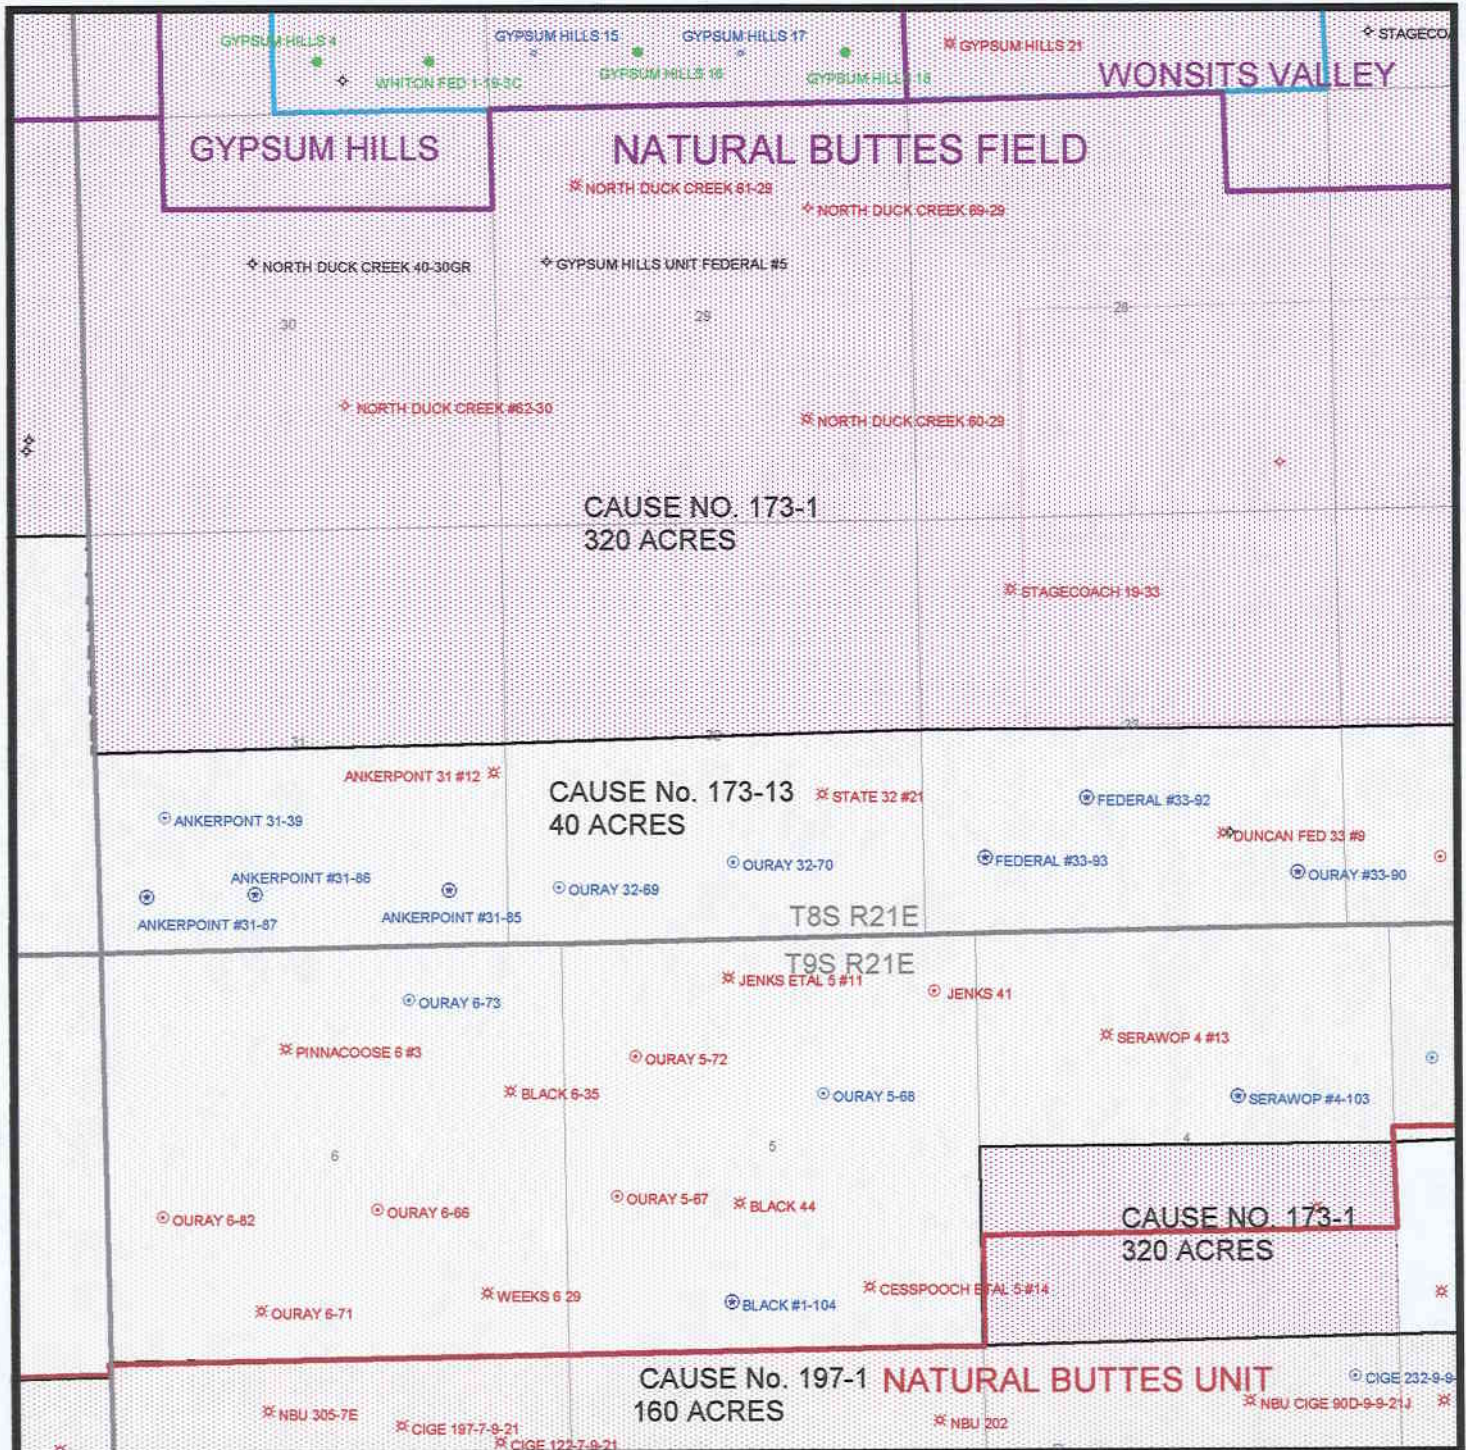 GYPSUM HILLS 4
GYPSUM HILLS 15
GYPSUM HILLS 17
GYPSUM HILLS 21
STAGECOA
WHITON FED 1-19-3C
GYPSUM HILLS 16
GYPSUM HILLS 18
WONSITS VALLEY
GYPSUM HILLS
NATURAL BUTTES FIELD
NORTH DUCK CREEK 61-29
NORTH DUCK CREEK 69-29
NORTH DUCK CREEK 40-30GR
GYPSUM HILLS UNIT FEDERAL #5
30
29
28
NORTH DUCK CREEK #62-30
NORTH DUCK CREEK 60-29
CAUSE NO. 173-1
320 ACRES
STAGECOACH 19-33
31
32
33
ANKERPONT 31 #12
CAUSE No. 173-13
40 ACRES
STATE 32 #21
FEDERAL #33-92
ANKERPONT 31-39
DUNCAN FED 33 #9
OURAY 32-70
FEDERAL #33-93
OURAY #33-90
ANKERPOINT #31-86
OURAY 32-69
ANKERPOINT #31-87
ANKERPOINT #31-85
T8S R21E
T9S R21E
JENKS ETAL 5 #11
JENKS 41
OURAY 6-73
SERAWOP 4 #13
PINNACOOSE 6 #3
OURAY 5-72
BLACK 6-35
OURAY 5-68
SERAWOP #4-103
6
5
4
OURAY 6-82
OURAY 6-66
OURAY 5-67
BLACK 44
CAUSE NO. 173-1
320 ACRES
CESSPOOCH ETAL 5 #14
WEEKS 6 29
BLACK #1-104
OURAY 6-71
CAUSE No. 197-1
160 ACRES
NATURAL BUTTES UNIT
CIGE 232-9-9-
NBU 305-7E
CIGE 197-7-9-21
CIGE 122-7-9-21
NBU 202
NBU CIGE 90D-9-9-21J